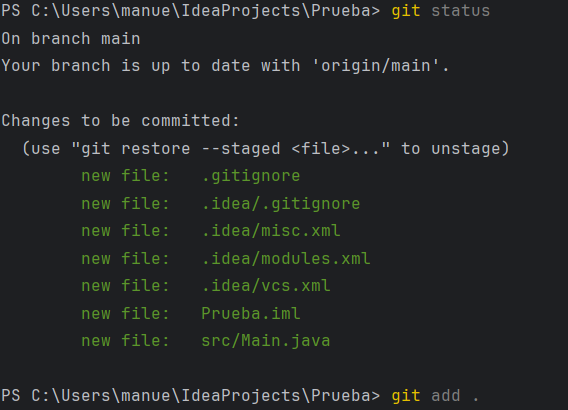 PS C:\Users\manue\IdeaProjects\Prueba> git status
On branch main
Your branch is up to date with 'origin/main'.
Changes to be committed:
(use "git restore --staged <file>..." to unstage)
new file: .gitignore
new file: .idea/.gitignore
new file: .idea/misc.xml
new file: .idea/modules.xml
new file: .idea/vcs.xml
new file: Prueba.iml
new file: src/Main.java
PS C:\Users\manue\IdeaProjects\Prueba> git add .